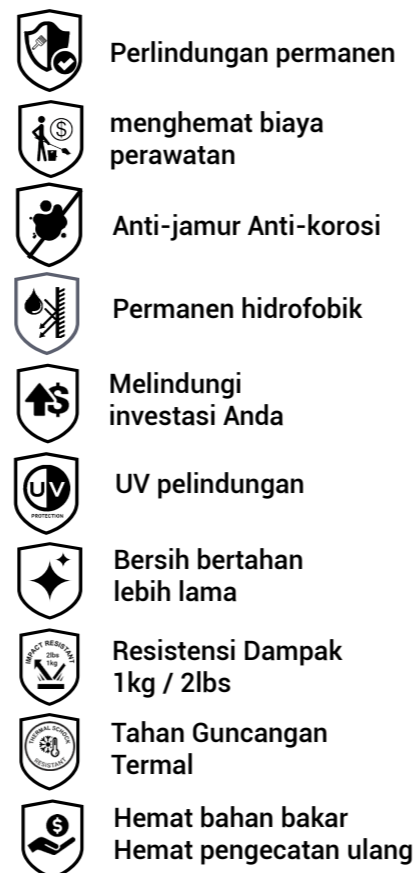 Perlindungan permanen
$
menghemat biaya
perawatan
Anti-jamur Anti-korosi
Permanen hidrofobik
$
Melindungi
investasi Anda
UV
PROTECTION
UV pelindungan
Bersih bertahan
lebih lama
IMPACT RESISTANT
2lbs
1kg
Resistensi Dampak
1kg / 2lbs
THERMAL SCHOCK
RESISTANT
Tahan Guncangan
Termal
$
Hemat bahan bakar
Hemat pengecatan ulang